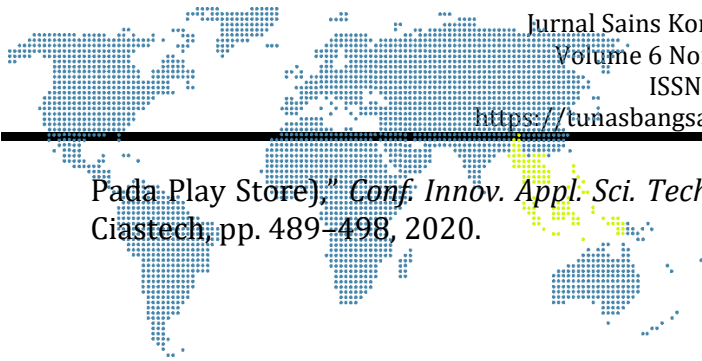 Jurnal Sains Kor
Volume 6 No
ISSN
https://tunasbangsa
Pada Play Store)," Conf. Innov. Appl. Sci. Tech
Ciastech, pp. 489–498, 2020.